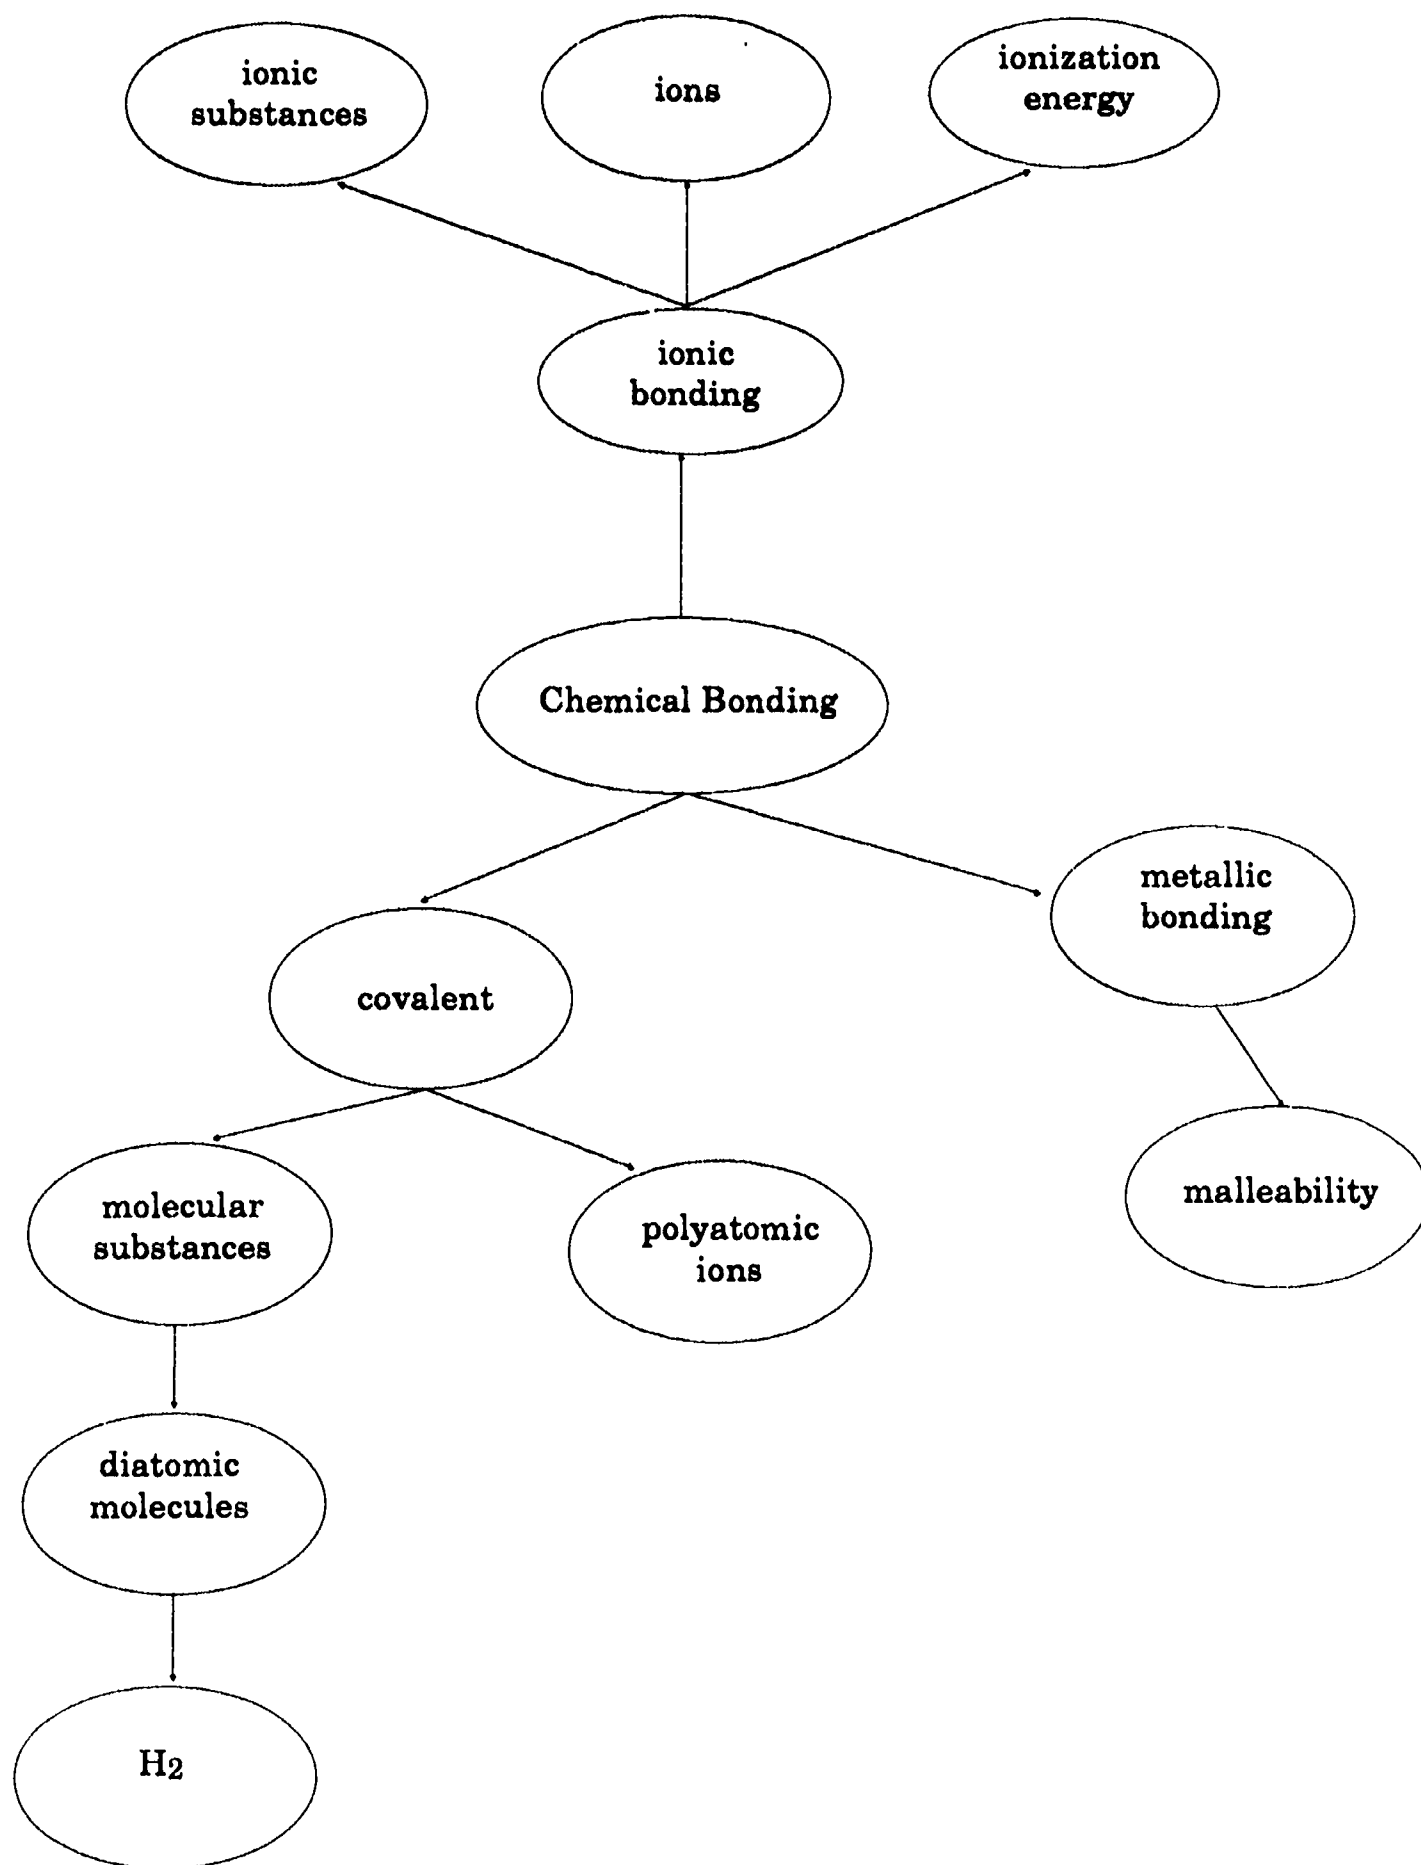 ionic
substances
ions
ionization
energy
ionic
bonding
Chemical Bonding
metallic
bonding
covalent
malleability
molecular
substances
polyatomic
ions
diatomic
molecules
H2